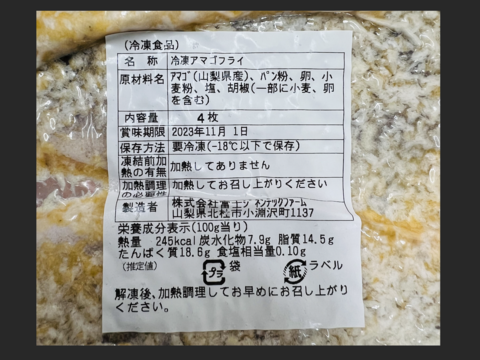 (冷凍食品)
名 称 冷凍アマゴフライ
原材料名 アマゴ(山梨県産)、パン粉、卵、小
麦粉、塩、胡椒(一部に小麦、卵
を含む)
内容量 4枚
賞味期限 2023年11月 1日
保存方法 要冷凍(-18℃以下で保存)
凍結前加
熱の有無 加熱してありません
加熱調理
の必要性 加熱してお召し上がりください
製造者 株式会社富士ジネンテックファーム
山梨県北杜市小淵沢町1137
栄養成分表示(100g当り)
熱量 245kcal 炭水化物7.9g 脂質14.5g
たんぱく質18.6g 食塩相当量0.10g
(推定値) プラ 袋 紙 ラベル
解凍後、加熱調理してお早めにお召し上がり
ください。